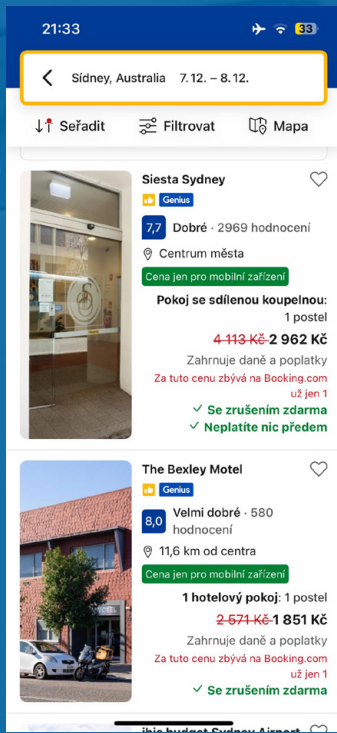 21:33
33
Sídney, Australia 7. 12. – 8. 12.
Seřadit
Filtrovat
Mapa
Siesta Sydney
Genius
7,7 Dobré · 2969 hodnocení
Centrum města
Cena jen pro mobilní zařízení
Pokoj se sdílenou koupelnou:
1 postel
4 113 Kč 2 962 Kč
Zahrnuje daně a poplatky
Za tuto cenu zbývá na Booking.com
už jen 1
Se zrušením zdarma
Neplatíte nic předem
The Bexley Motel
Genius
8,0 Velmi dobré · 580
hodnocení
11,6 km od centra
Cena jen pro mobilní zařízení
1 hotelový pokoj: 1 postel
2 571 Kč 1 851 Kč
Zahrnuje daně a poplatky
Za tuto cenu zbývá na Booking.com
už jen 1
Se zrušením zdarma
ibis budget Sydney Airport